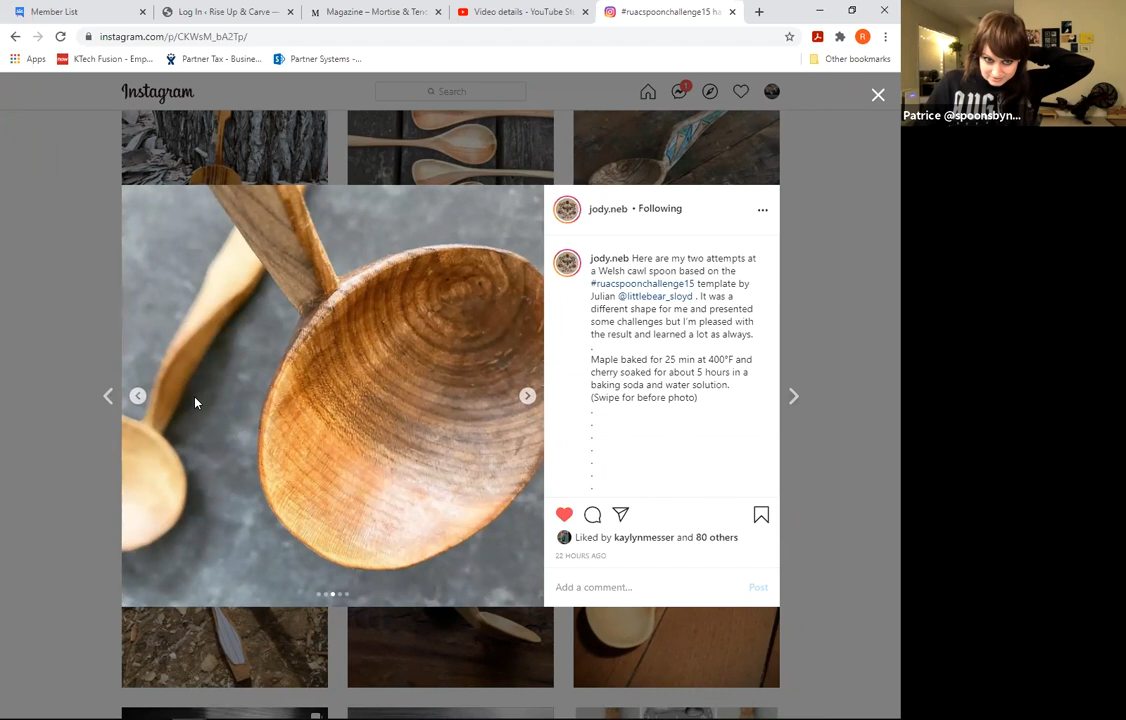 Member List
Log In ‹ Rise Up & Carve —
Magazine – Mortise & Ten
Video details - YouTube St
#ruacspoonchallenge15 ha
instagram.com/p/CKWsM_bA2Tp/
R
Apps
now
KTech Fusion - Emp...
Partner Tax - Busine...
Partner Systems -...
Other bookmarks
Instagram
Search
1
Patrice @spoonsbyn...
jody.neb • Following
jody.neb Here are my two attempts at
a Welsh cawl spoon based on the
#ruacspoonchallenge15 template by
Julian @littlebear_sloyd . It was a
different shape for me and presented
some challenges but I'm pleased with
the result and learned a lot as always.
.
Maple baked for 25 min at 400°F and
cherry soaked for about 5 hours in a
baking soda and water solution.
(Swipe for before photo)
.
.
.
.
.
.
.
Liked by kaylynmesser and 80 others
22 HOURS AGO
Add a comment...
Post